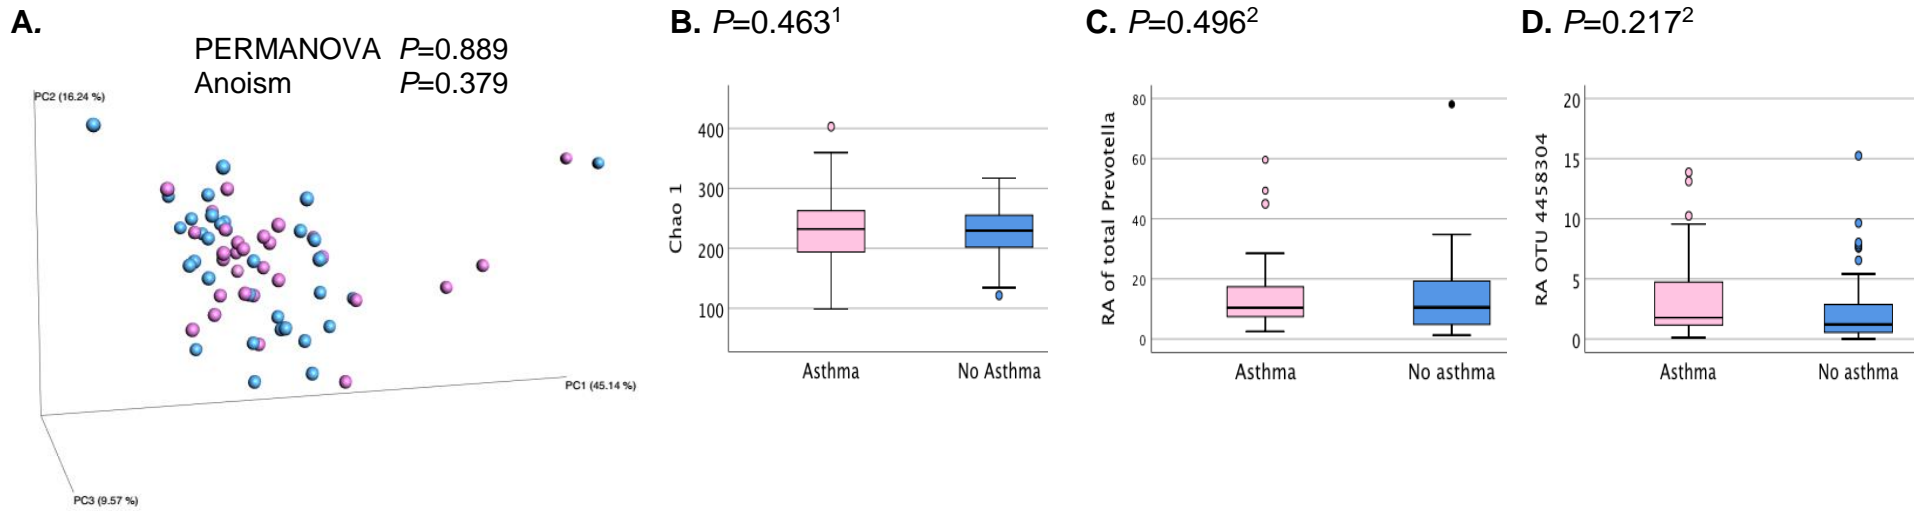 A.
PERMANOVA P=0.889
Anoism P=0.379
PC2 (16.24 %)
PC1 (45.14 %)
PC3 (9.57 %)
B. P=0.463¹
Chao 1
400
300
200
100
Asthma No Asthma
C. P=0.496²
RA of total Prevotella
80
60
40
20
0
Asthma No asthma
D. P=0.217²
RA OTU 4458304
20
15
10
5
0
Asthma No asthma